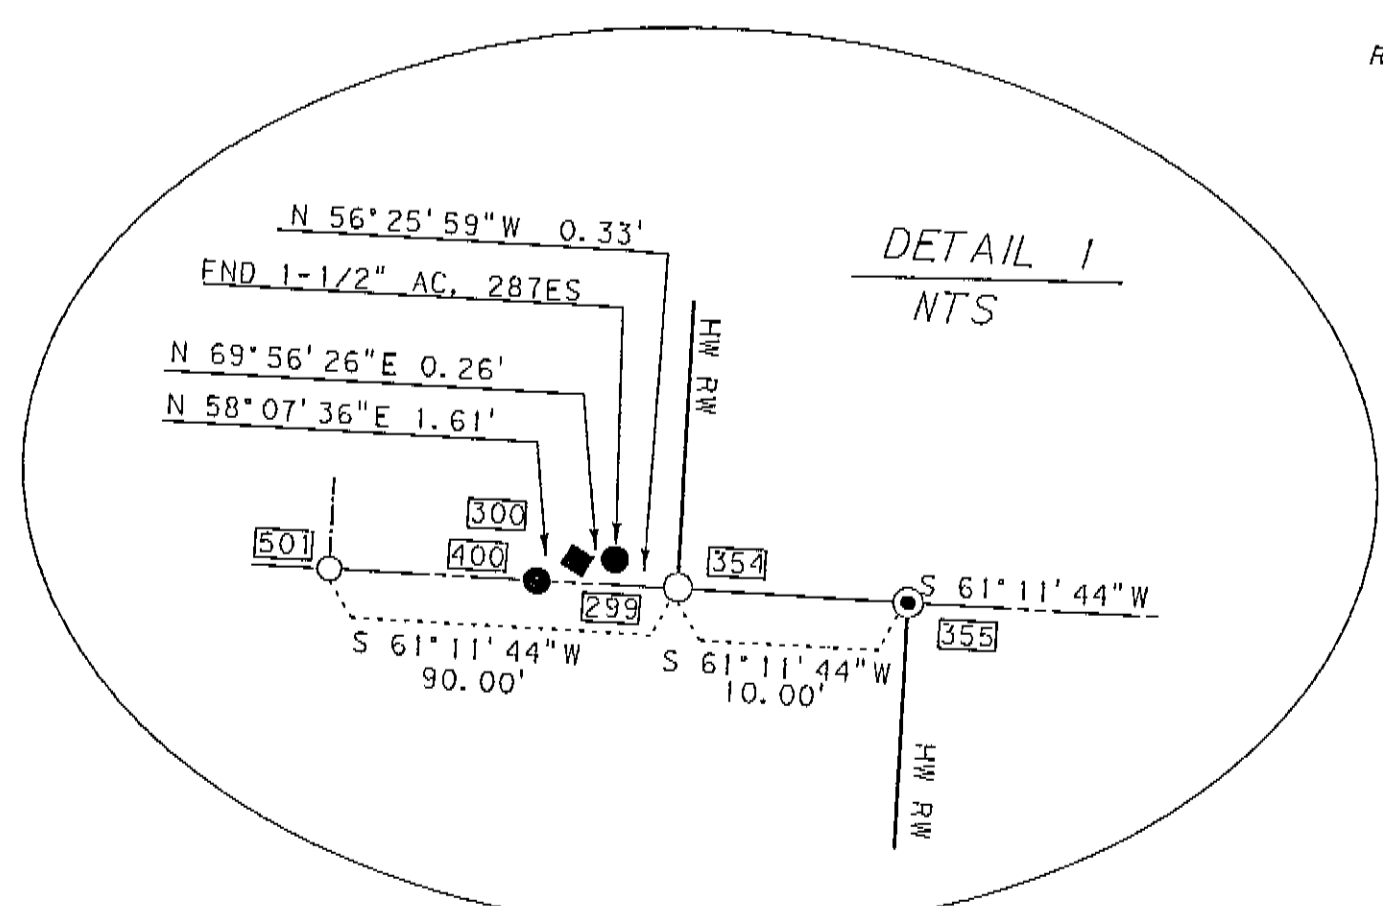 R
N 56°25'59"W 0.33'
DETAIL 1
NTS
FND 1-1/2" AC, 287ES
N 69°56'26"E 0.26'
N 58°07'36"E 1.61'
HW RW
300
501
400
354
299
S 61°11'44"W
355
S 61°11'44"W
90.00'
S 61°11'44"W
10.00'
HW RW